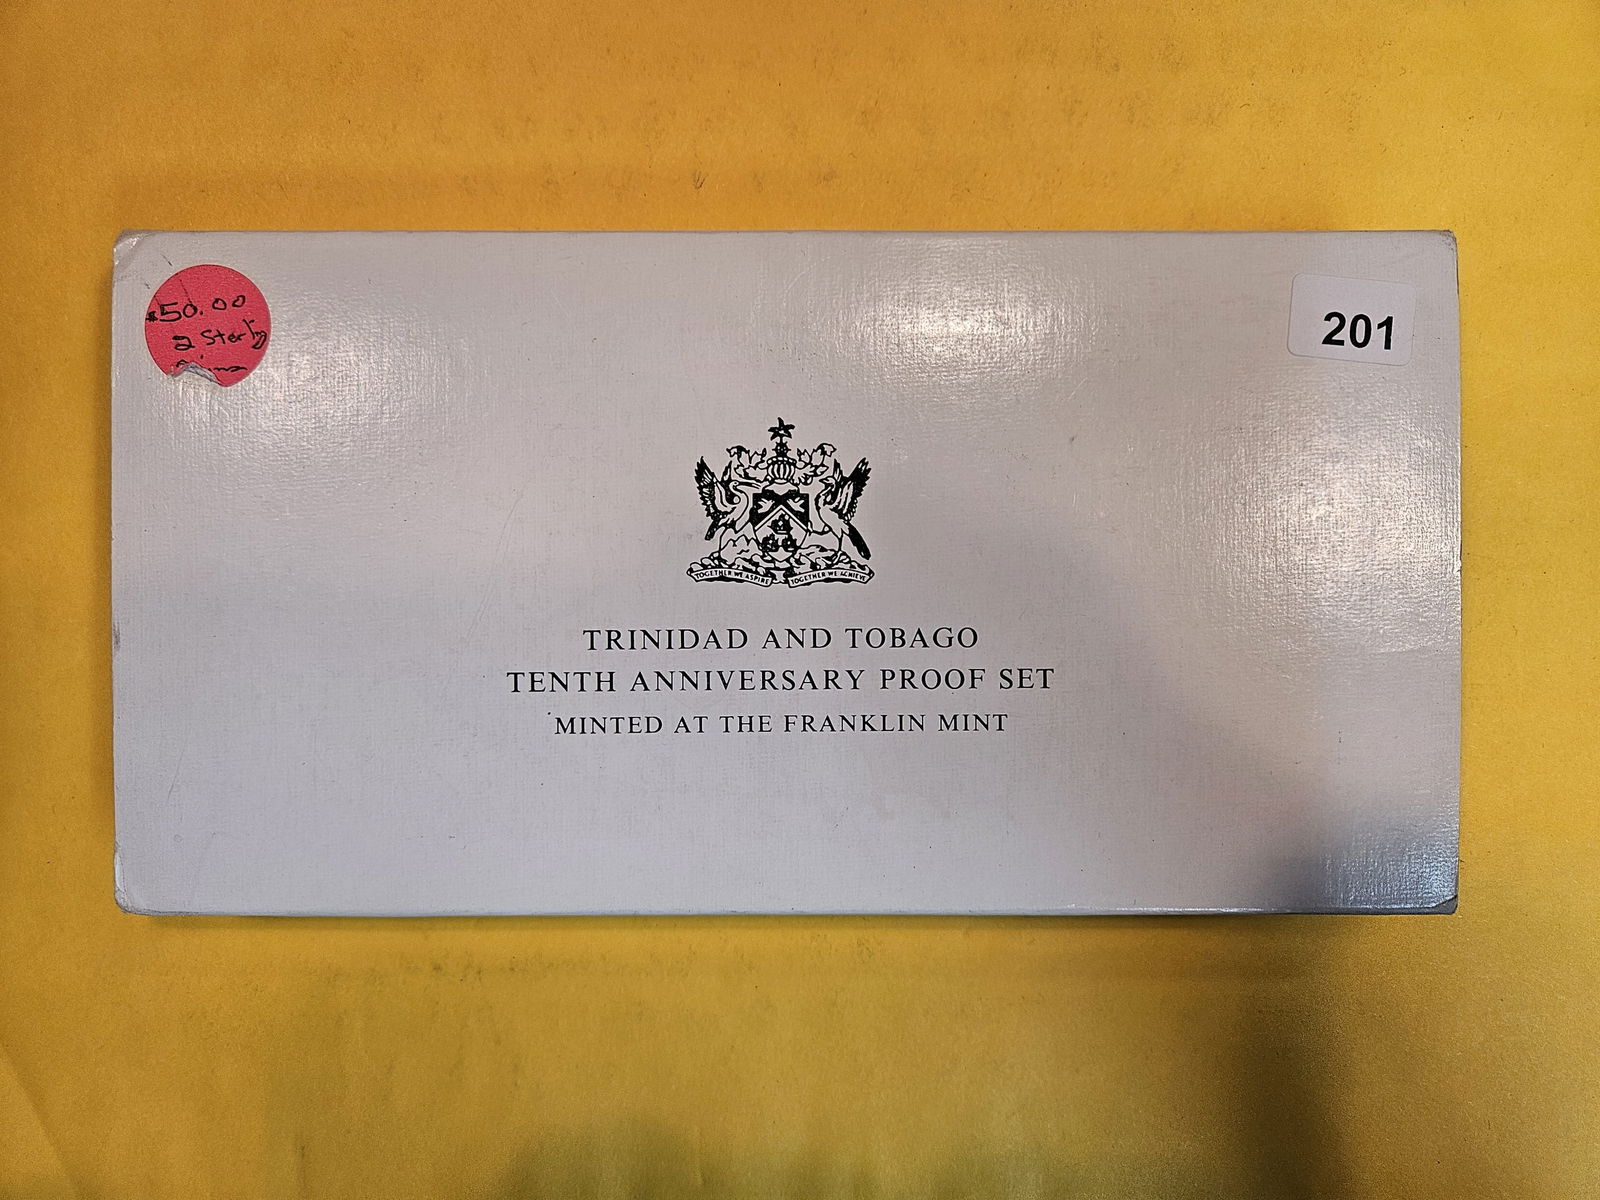 $50.00
2 Sterling
201
TOGETHER WE ASPIRE TOGETHER WE ACHIEVE
TRINIDAD AND TOBAGO
TENTH ANNIVERSARY PROOF SET
MINTED AT THE FRANKLIN MINT